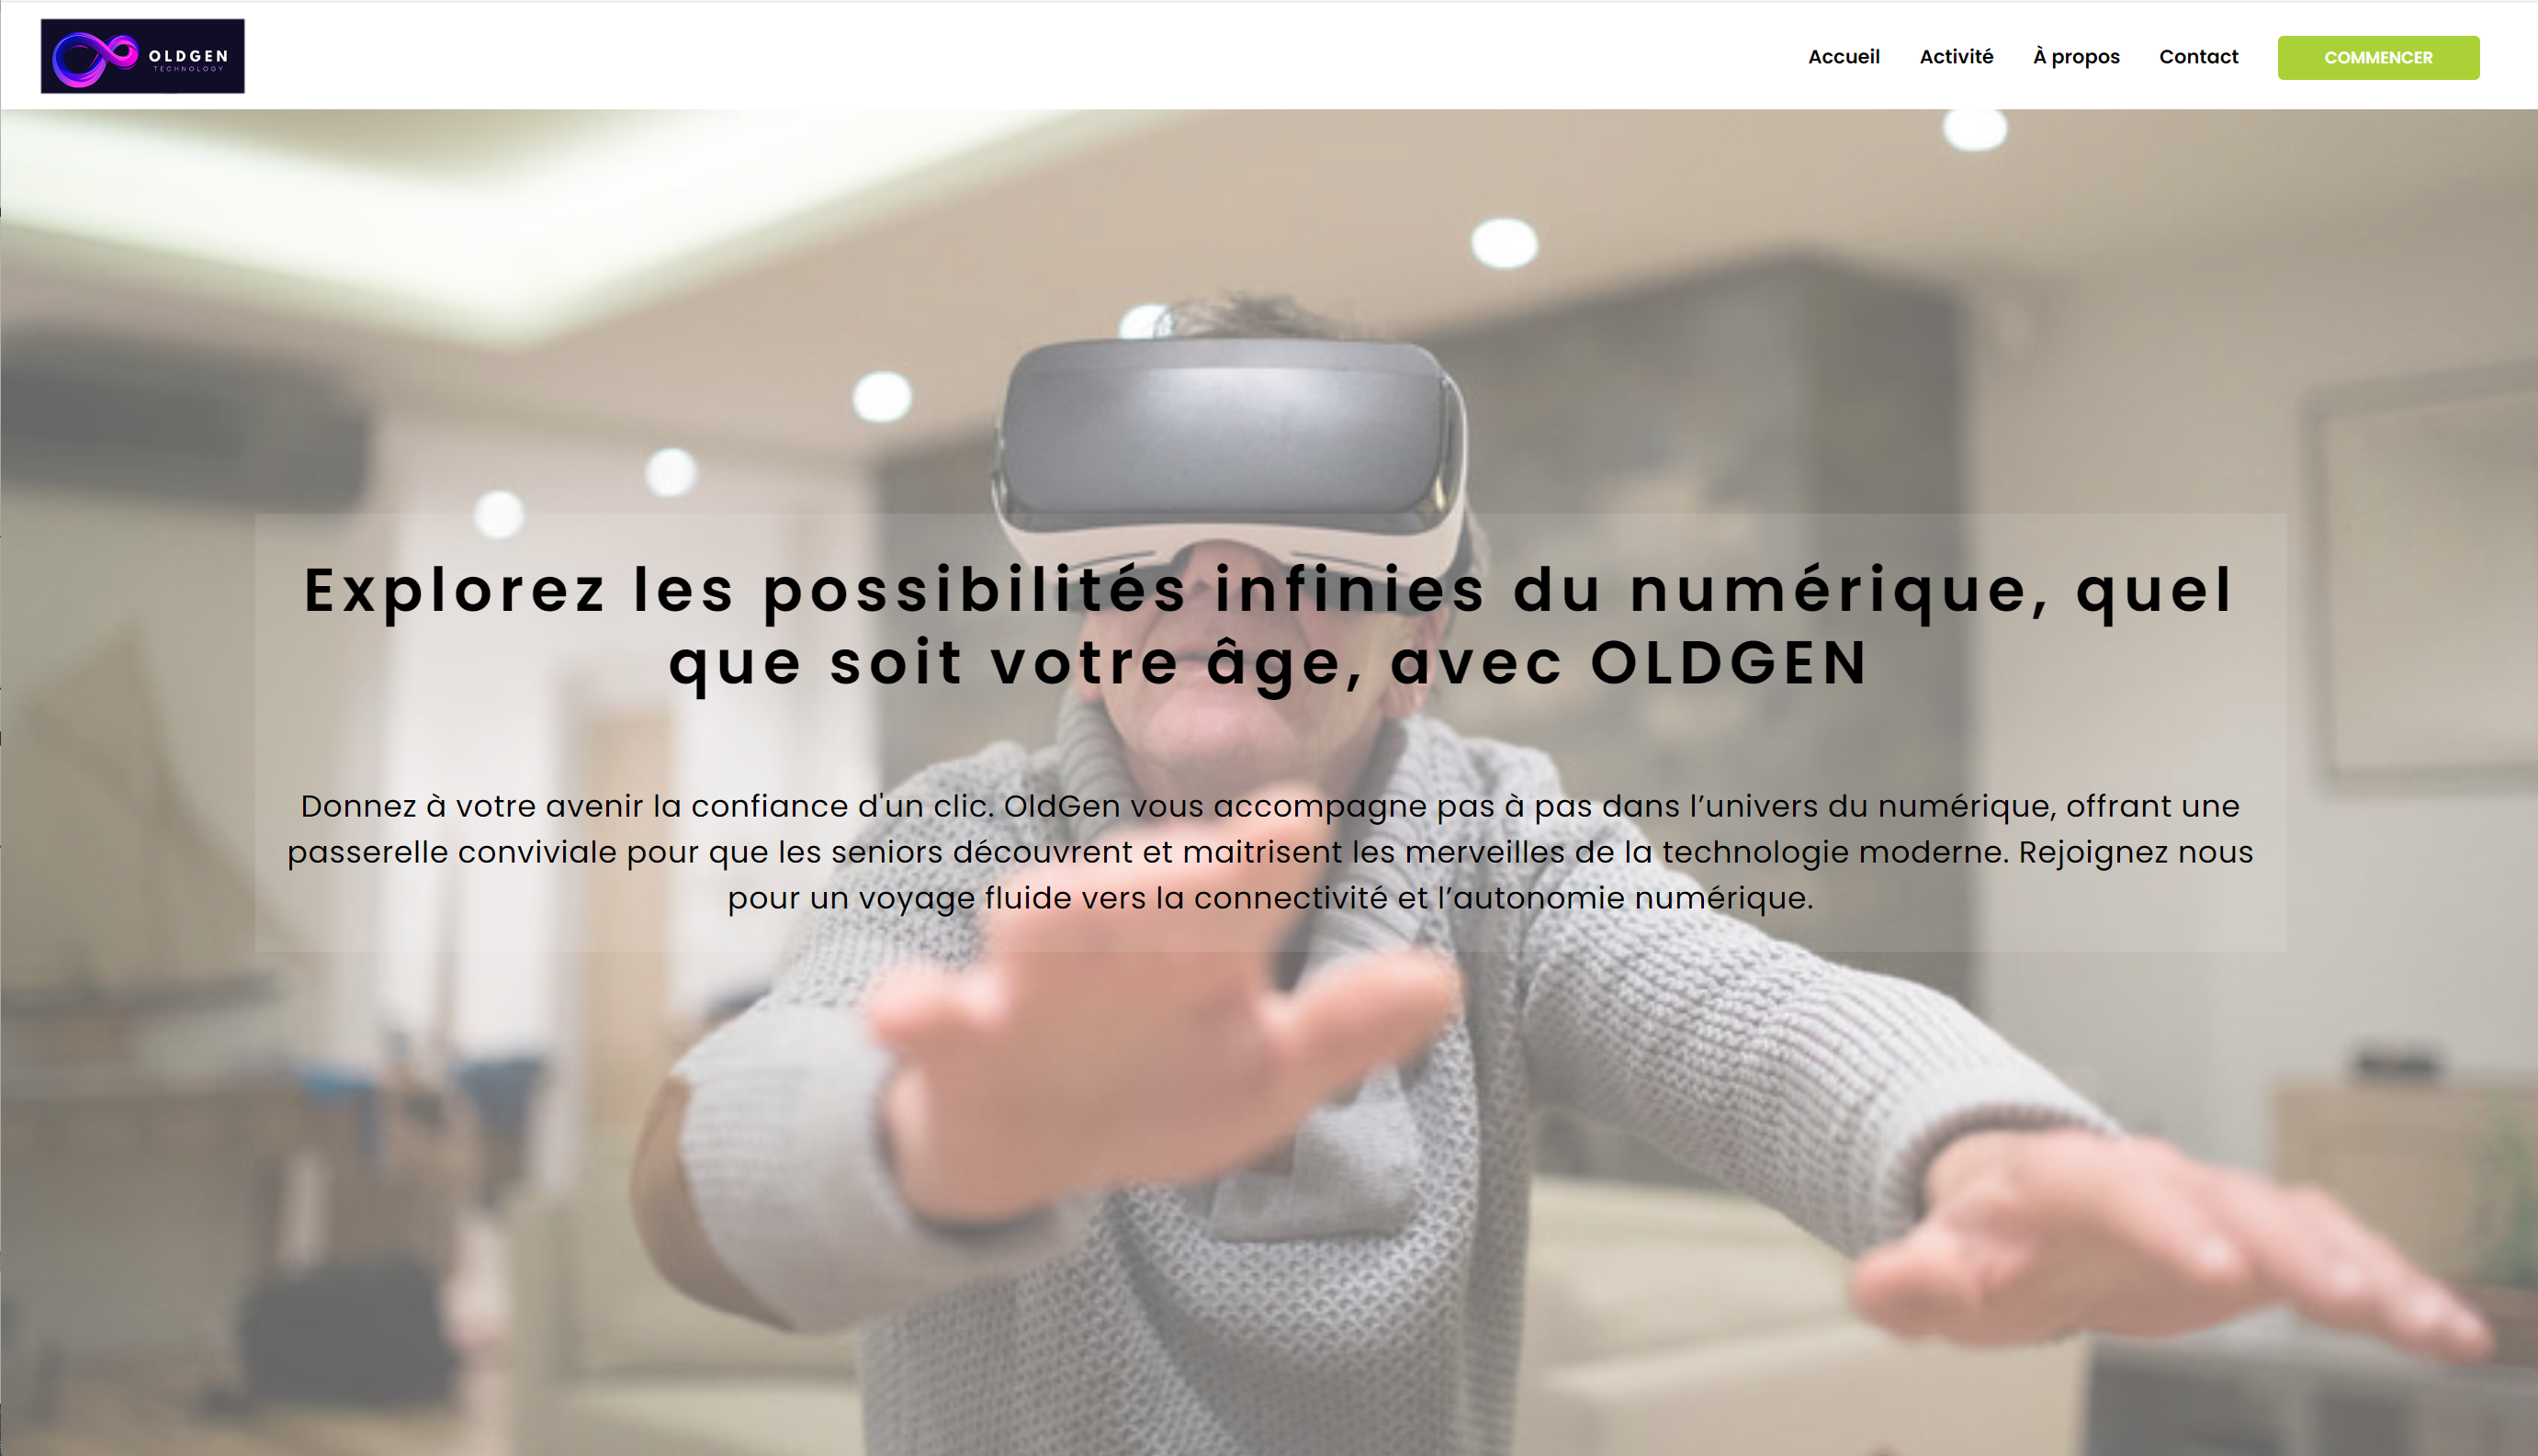 OLDGEN
TECHNOLOGY
Accueil Activité À propos Contact COMMENCER
Explorez les possibilités infinies du numérique, quel
que soit votre âge, avec OLDGEN
Donnez à votre avenir la confiance d'un clic. OldGen vous accompagne pas à pas dans l’univers du numérique, offrant une
passerelle conviviale pour que les seniors découvrent et maitrisent les merveilles de la technologie moderne. Rejoignez nous
pour un voyage fluide vers la connectivité et l’autonomie numérique.